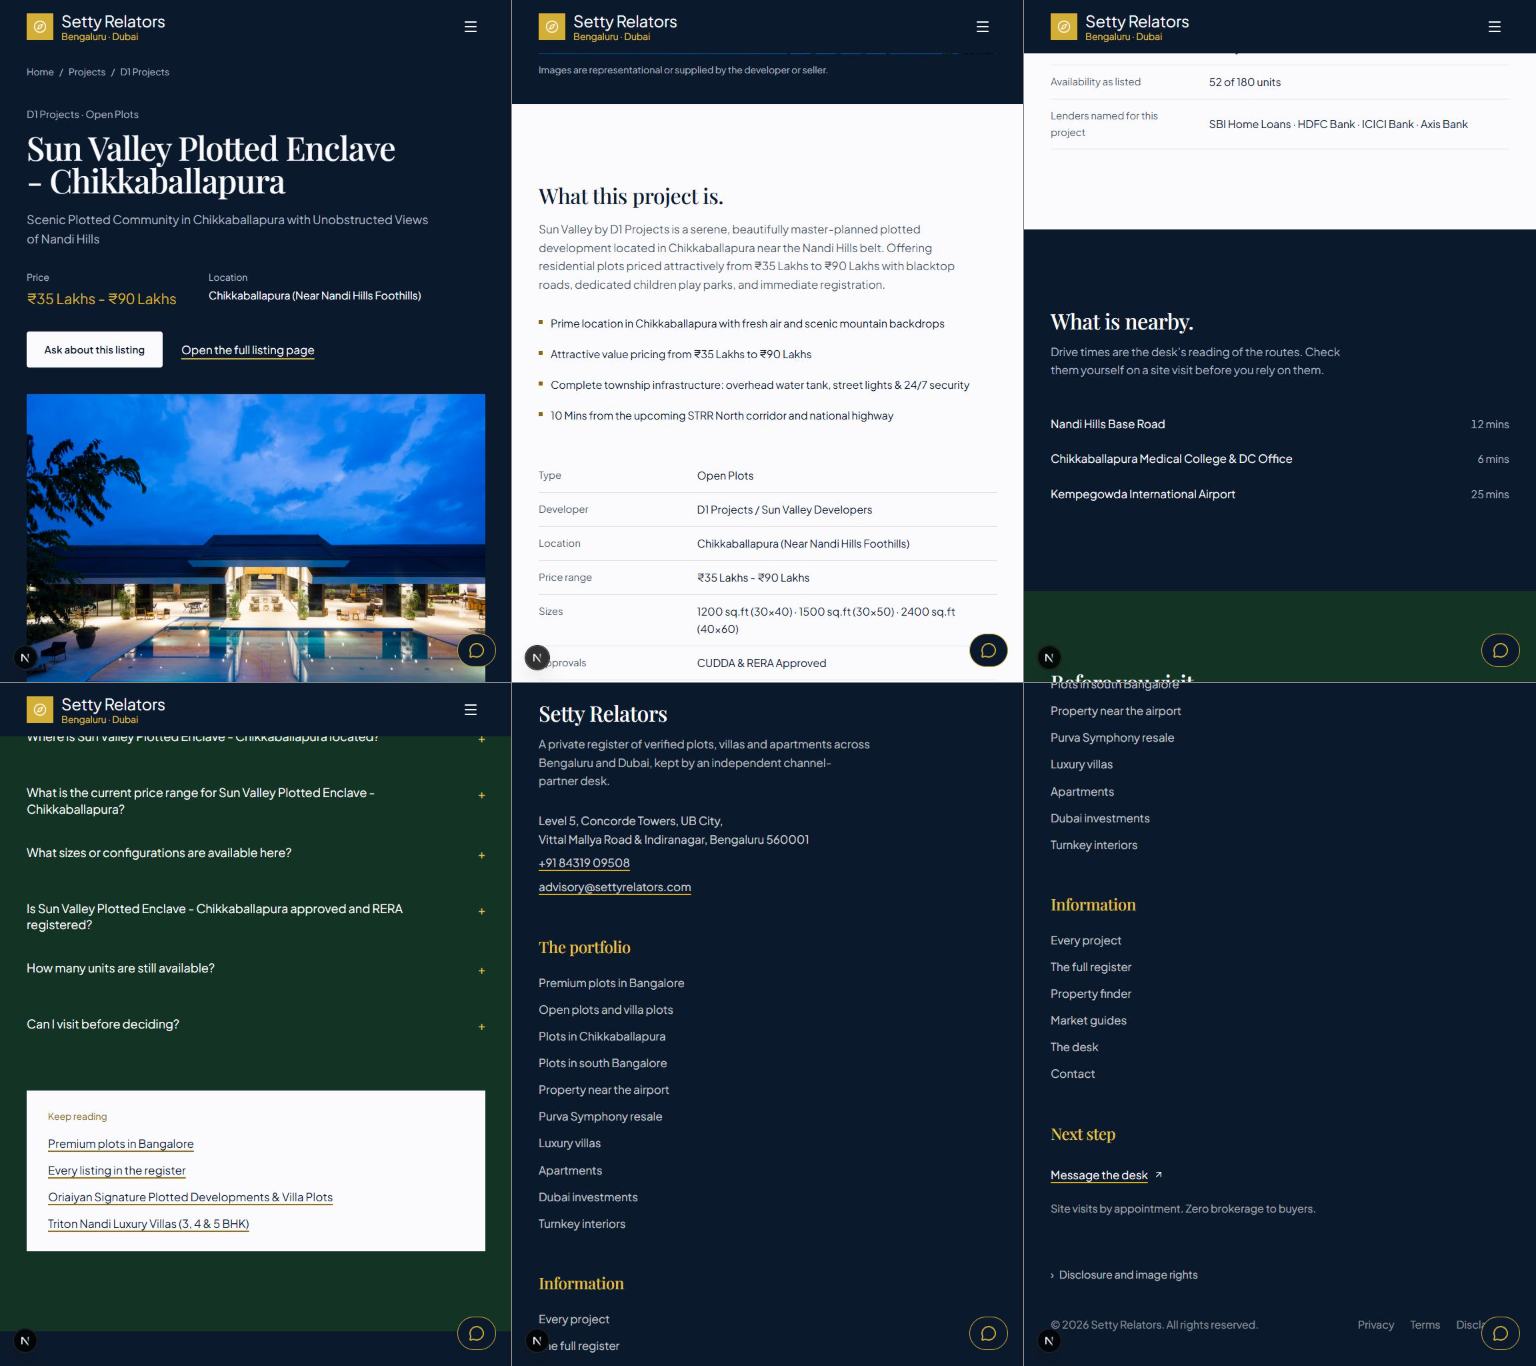 Setty Relators
Bengaluru · Dubai
Home / Projects / D1 Projects
D1 Projects · Open Plots
Sun Valley Plotted Enclave
- Chikkaballapura
Scenic Plotted Community in Chikkaballapura with Unobstructed Views
of Nandi Hills
Price
Location
₹35 Lakhs - ₹90 Lakhs
Chikkaballapura (Near Nandi Hills Foothills)
Ask about this listing
Open the full listing page
N
Setty Relators
Bengaluru · Dubai
Images are representational or supplied by the developer or seller.
What this project is.
Sun Valley by D1 Projects is a serene, beautifully master-planned plotted
development located in Chikkaballapura near the Nandi Hills belt. Offering
residential plots priced attractively from ₹35 Lakhs to ₹90 Lakhs with blacktop
roads, dedicated children play parks, and immediate registration.
Prime location in Chikkaballapura with fresh air and scenic mountain backdrops
Attractive value pricing from ₹35 Lakhs to ₹90 Lakhs
Complete township infrastructure: overhead water tank, street lights & 24/7 security
10 Mins from the upcoming STRR North corridor and national highway
Type Open Plots
Developer D1 Projects / Sun Valley Developers
Location Chikkaballapura (Near Nandi Hills Foothills)
Price range ₹35 Lakhs - ₹90 Lakhs
Sizes 1200 sq.ft (30×40) · 1500 sq.ft (30×50) · 2400 sq.ft
(40×60)
provals CUDDA & RERA Approved
N
Setty Relators
Bengaluru · Dubai
Availability as listed 52 of 180 units
Lenders named for this
project
SBI Home Loans · HDFC Bank · ICICI Bank · Axis Bank
What is nearby.
Drive times are the desk's reading of the routes. Check
them yourself on a site visit before you rely on them.
Nandi Hills Base Road 12 mins
Chikkaballapura Medical College & DC Office 6 mins
Kempegowda International Airport 25 mins
N
Before you visit
Setty Relators
Bengaluru · Dubai
Where is Sun Valley Plotted Enclave - Chikkaballapura located?
What is the current price range for Sun Valley Plotted Enclave -
Chikkaballapura?
What sizes or configurations are available here?
Is Sun Valley Plotted Enclave - Chikkaballapura approved and RERA
registered?
How many units are still available?
Can I visit before deciding?
Keep reading
Premium plots in Bangalore
Every listing in the register
Oriaiyan Signature Plotted Developments & Villa Plots
Triton Nandi Luxury Villas (3, 4 & 5 BHK)
N
Setty Relators
A private register of verified plots, villas and apartments across
Bengaluru and Dubai, kept by an independent channel-
partner desk.
Level 5, Concorde Towers, UB City,
Vittal Mallya Road & Indiranagar, Bengaluru 560001
+91 84319 09508
advisory@settyrelators.com
The portfolio
Premium plots in Bangalore
Open plots and villa plots
Plots in Chikkaballapura
Plots in south Bangalore
Property near the airport
Purva Symphony resale
Luxury villas
Apartments
Dubai investments
Turnkey interiors
Information
Every project
N
he full register
Plots in south Bangalore
Property near the airport
Purva Symphony resale
Luxury villas
Apartments
Dubai investments
Turnkey interiors
Information
Every project
The full register
Property finder
Market guides
The desk
Contact
Next step
Message the desk
Site visits by appointment. Zero brokerage to buyers.
› Disclosure and image rights
N
© 2026 Setty Relators. All rights reserved. Privacy Terms Discl